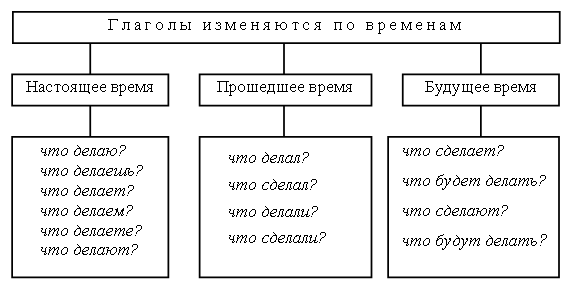 Глаголы изменяются по временам
Настоящее время
Прошедшее время
Будущее время
что делаю?
что делаешь?
что делает?
что делаем?
что делаете?
что делают?
что делал?
что сделал?
что делали?
что сделали?
что сделает?
что будет делать?
что сделают?
что будут делать?